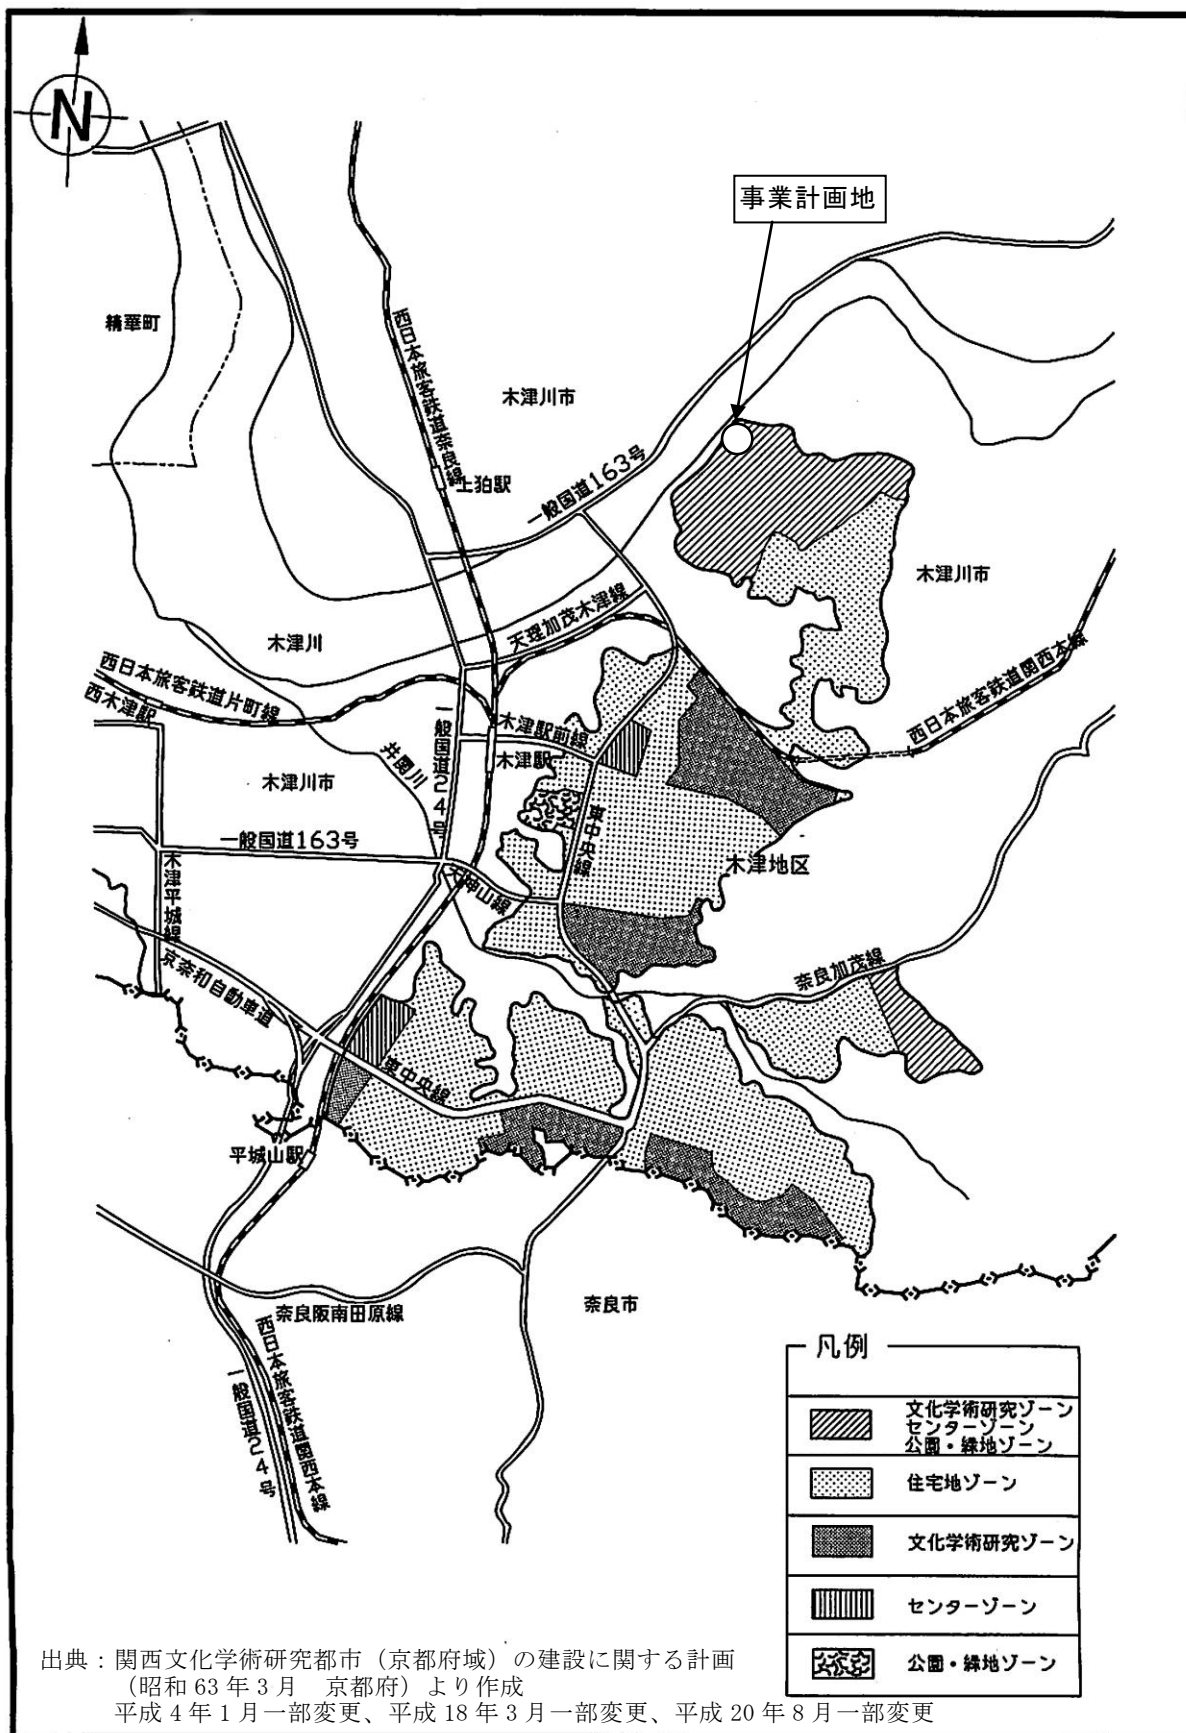 N
事業計画地
精華町
西日本旅客鉄道奈良線
木津川市
上狛駅
一般国道163号
木津川市
天理加茂木津線
木津川
西日本旅客鉄道片町線
西木津駅
西日本旅客鉄道関西本線
一般国道24号
木津駅前線
木津駅
井関川
木津川市
東中央線
一般国道163号
木津地区
木津平城線
天神山線
京奈和自動車道
奈良加茂線
東中央線
平城山駅
奈良阪南田原線
奈良市
西日本旅客鉄道関西本線
一般国道24号
凡例
文化学術研究ゾーン
センターゾーン
公園・緑地ゾーン
住宅地ゾーン
文化学術研究ゾーン
センターゾーン
公園・緑地ゾーン
出典：関西文化学術研究都市（京都府域）の建設に関する計画
（昭和63年3月　京都府）より作成
平成4年1月一部変更、平成18年3月一部変更、平成20年8月一部変更